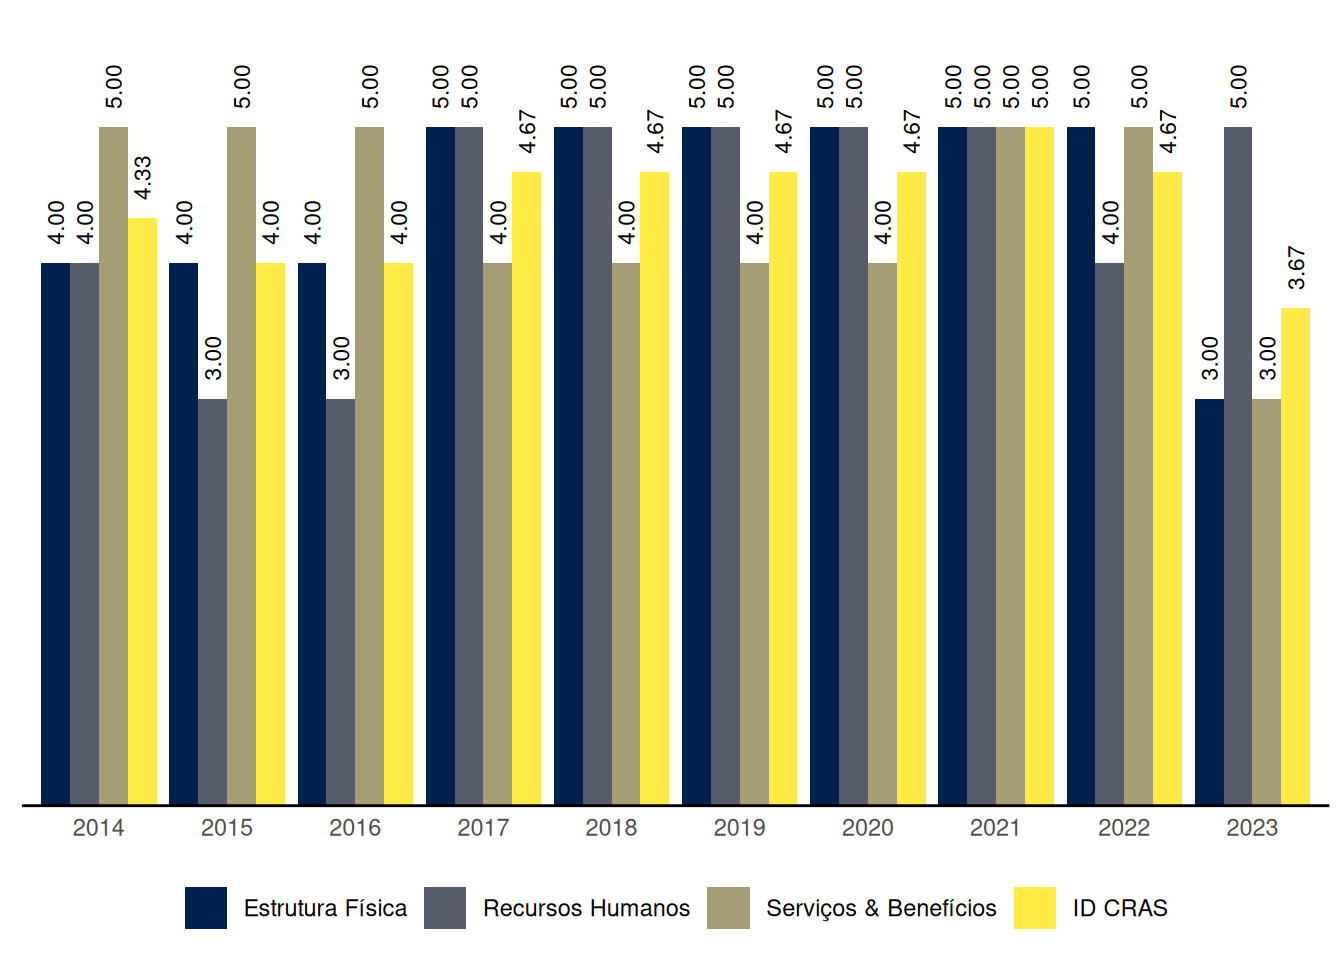 4.00 4.00 5.00 4.33 4.00 3.00 5.00 4.00 4.00 3.00 5.00 4.00 5.00 5.00 4.00 4.67 5.00 5.00 4.00 4.67 5.00 5.00 4.00 4.67 5.00 5.00 4.00 4.67 5.00 5.00 5.00 5.00 5.00 4.00 5.00 4.67 3.00 5.00 3.00 3.67
2014 2015 2016 2017 2018 2019 2020 2021 2022 2023
Estrutura Física Recursos Humanos Serviços & Benefícios ID CRAS